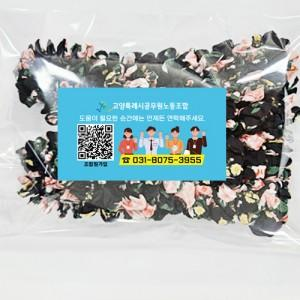 고양특례시공무원노동조합
도움이 필요한 순간에는 언제든 연락해주세요.
☎ 031-8075-3955
조합원가입